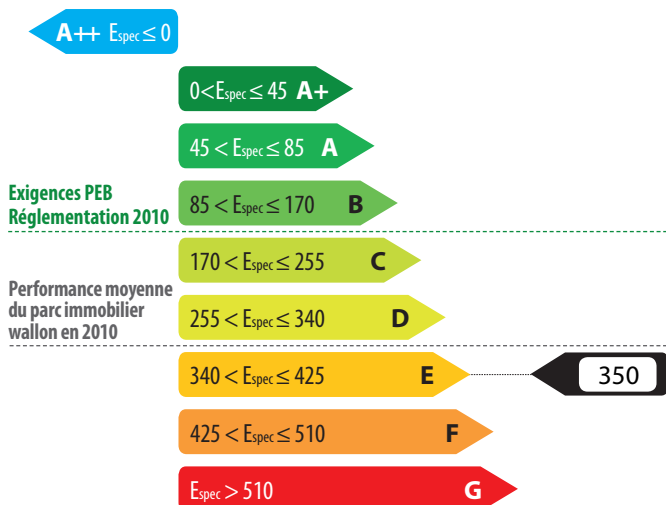 A++ Espec ≤ 0
0<Espec ≤ 45 A+
45 < Espec ≤ 85 A
Exigences PEB
Réglementation 2010
85 < Espec ≤ 170 B
170 < Espec ≤ 255 C
Performance moyenne
du parc immobilier
wallon en 2010
255 < Espec ≤ 340 D
340 < Espec ≤ 425 E 350
425 < Espec ≤ 510 F
Espec > 510 G